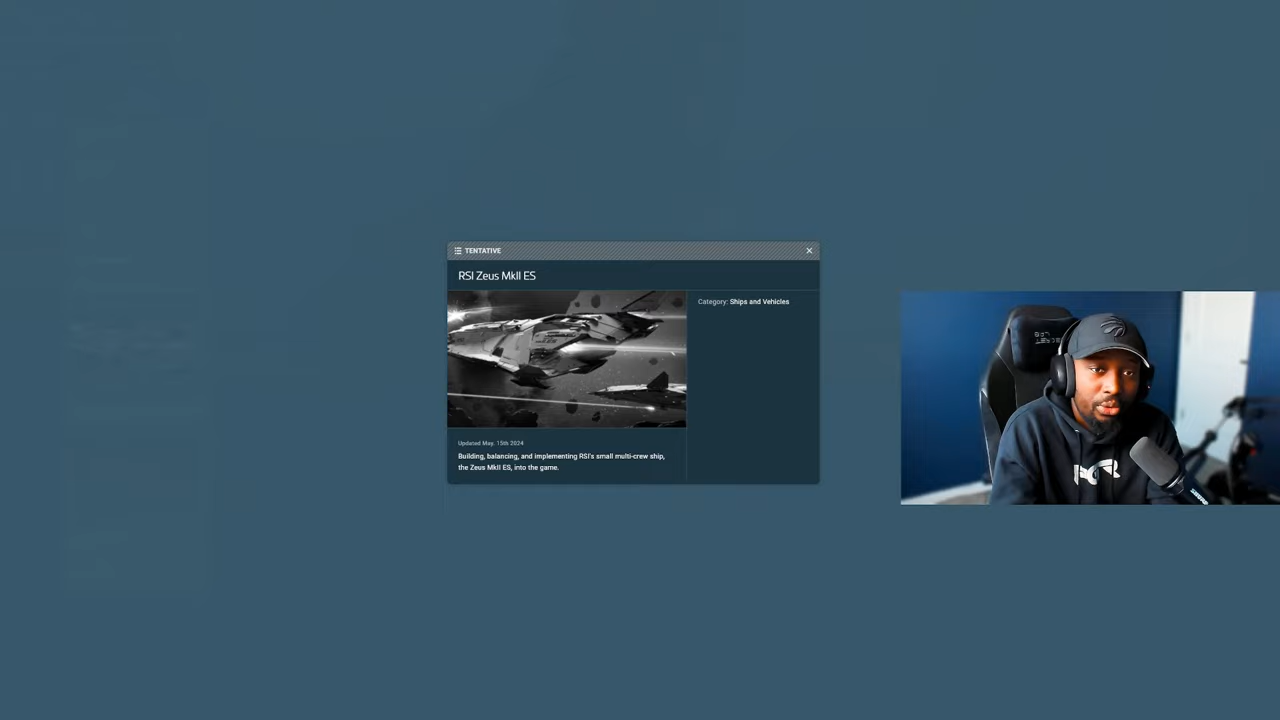 TENTATIVE
RSI Zeus MkII ES
Category: Ships and Vehicles
Updated May, 15th 2024
Building, balancing, and implementing RSI's small multi-crew ship,
the Zeus MkII ES, into the game.